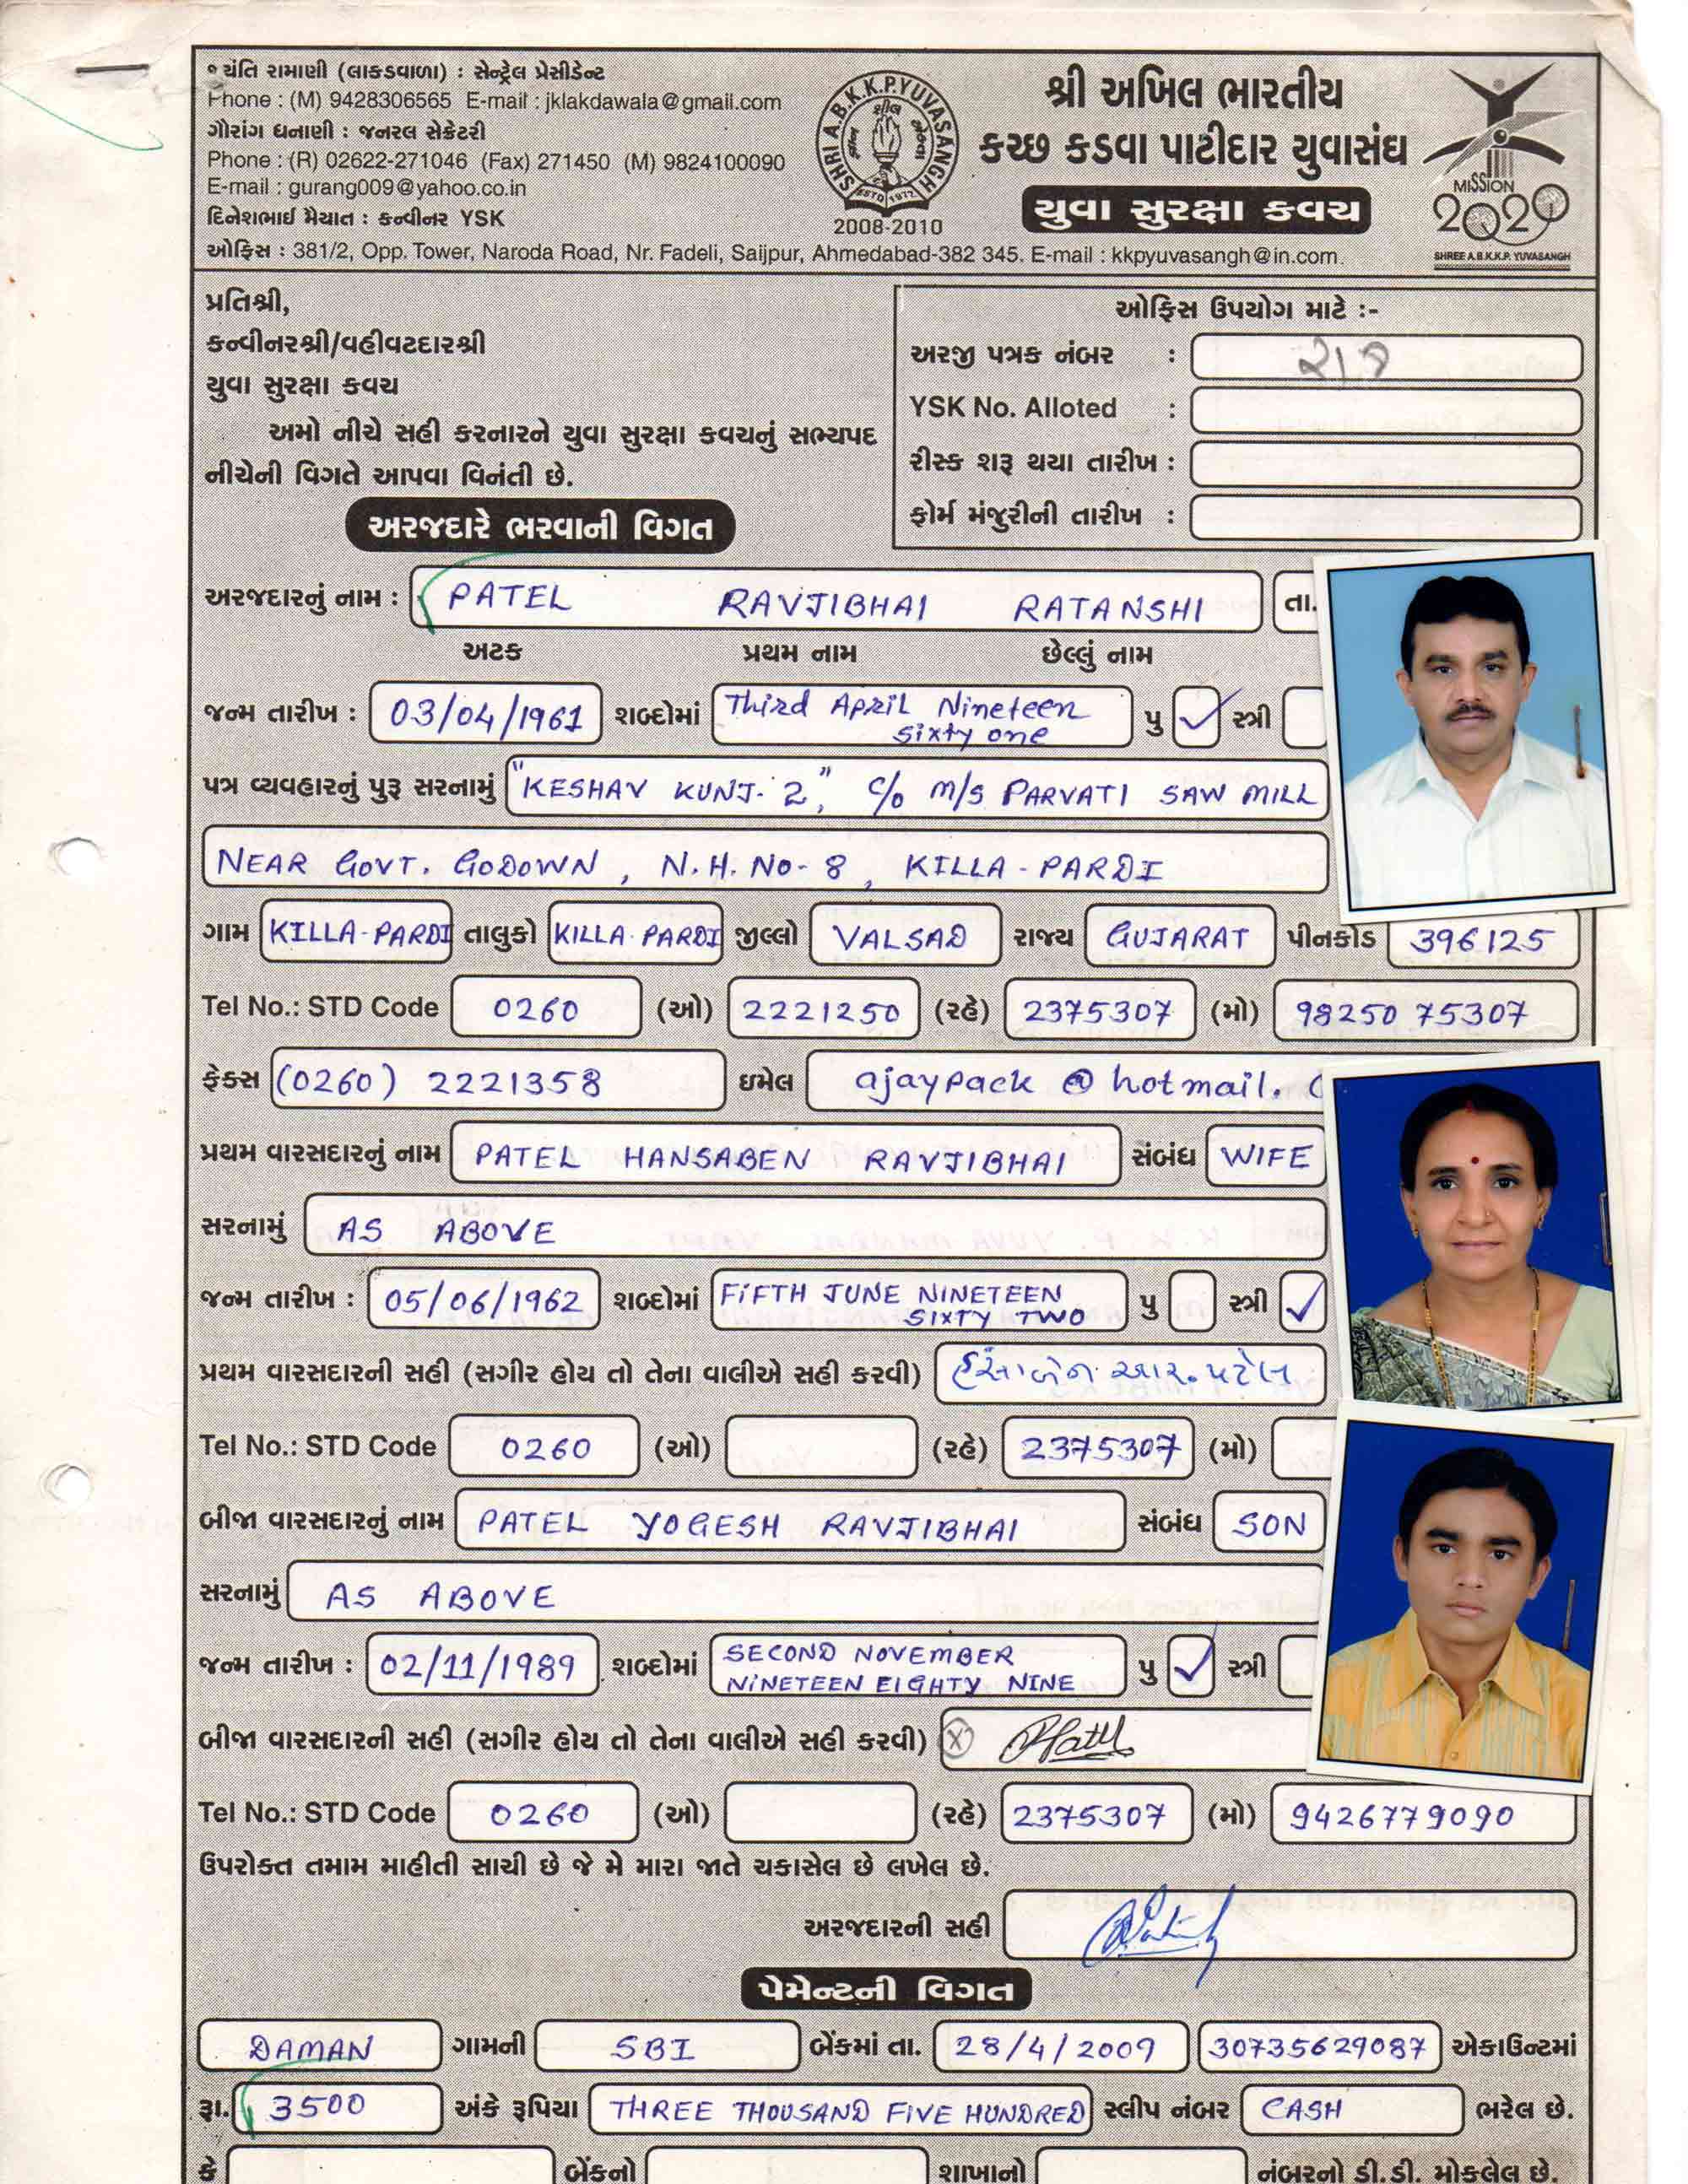 યંતિ રામાણી (લાકડાવાળા) : સેન્ટ્રેલ પ્રેસીડેન્ટ
Phone : (M) 9428306565 E-mail : jklakdawala@gmail.com
ગૌરાંગ ધનાણી : જનરલ સેક્રેટરી
Phone : (R) 02622-271046 (Fax) 271450 (M) 9824100090
E-mail : gurang009@yahoo.co.in
દિનેશભાઈ મૈયાત : કન્વીનર YSK
ઓફિસ : 381/2, Opp. Tower, Naroda Road, Nr. Fadeli, Saijpur, Ahmedabad-382 345. E-mail : kkpyuvasangh@in.com.
SHRI A.B.K.K.P. YUVASANGH
ESTD 1977
2008-2010
શ્રી અખિલ ભારતીય
કચ્છ કડવા પાટીદાર યુવાસંઘ
યુવા સુરક્ષા કવચ
MISSION
2020
SHREE A.B.K.K.P. YUVASANGH
પ્રતિશ્રી,
કન્વીનરશ્રી/વહીવટદારશ્રી
યુવા સુરક્ષા કવચ
અમો નીચે સહી કરનારને યુવા સુરક્ષા કવચનું સભ્યપદ
નીચેની વિગતે આપવા વિનંતી છે.
ઓફિસ ઉપયોગ માટે :-
અરજી પત્રક નંબર :
YSK No. Alloted :
રીસ્ક શરૂ થયા તારીખ :
ફોર્મ મંજુરીની તારીખ :
અરજદારે ભરવાની વિગત
અરજદારનું નામ : PATEL RAVJIBHAI RATANSHI તા.
અટક પ્રથમ નામ છેલ્લું નામ
જન્મ તારીખ : 03/04/1961 શબ્દોમાં Third April Nineteen sixty one પુ ✓ સ્ત્રી
પત્ર વ્યવહારનું પુરૂ સરનામું "KESHAV KUNJ-2", C/o M/S PARVATI SAW MILL
NEAR GOVT. GODOWN , N.H. NO-8 , KILLA-PARDI
ગામ KILLA-PARDI તાલુકો KILLA-PARDI જીલ્લો VALSAD રાજ્ય GUJARAT પીનકોડ 396125
Tel No.: STD Code 0260 (ઓ) 2221250 (રહે) 2375307 (મો) 98250 75307
ફેક્સ (0260) 2221358 ઇમેલ ajaypack @ hotmail.
પ્રથમ વારસદારનું નામ PATEL HANSABEN RAVJIBHAI સંબંધ WIFE
સરનામું AS ABOVE
જન્મ તારીખ : 05/06/1962 શબ્દોમાં FIFTH JUNE NINETEEN SIXTY TWO પુ સ્ત્રી ✓
પ્રથમ વારસદારની સહી (સગીર હોય તો તેના વાલીએ સહી કરવી) હંસાબેન આર. પટેલ
Tel No.: STD Code 0260 (ઓ) (રહે) 2375307 (મો)
બીજા વારસદારનું નામ PATEL YOGESH RAVJIBHAI સંબંધ SON
સરનામું AS ABOVE
જન્મ તારીખ : 02/11/1989 શબ્દોમાં SECOND NOVEMBER NINETEEN EIGHTY NINE પુ ✓ સ્ત્રી
બીજા વારસદારની સહી (સગીર હોય તો તેના વાલીએ સહી કરવી)
Tel No.: STD Code 0260 (ઓ) (રહે) 2375307 (મો) 9426779090
ઉપરોક્ત તમામ માહીતી સાચી છે જે મે મારા જાતે ચકાસેલ છે લખેલ છે.
અરજદારની સહી
પેમેન્ટની વિગત
DAMAN ગામની SBI બેંકમાં તા. 28/4/2009 30735629087 એકાઉન્ટમાં
રૂા. 3500 અંકે રૂપિયા THREE THOUSAND FIVE HUNDRED સ્લીપ નંબર CASH ભરેલ છે.
કે બેંકનો શાખાનો નંબરનો ડી.ડી. મોકલેલ છે.